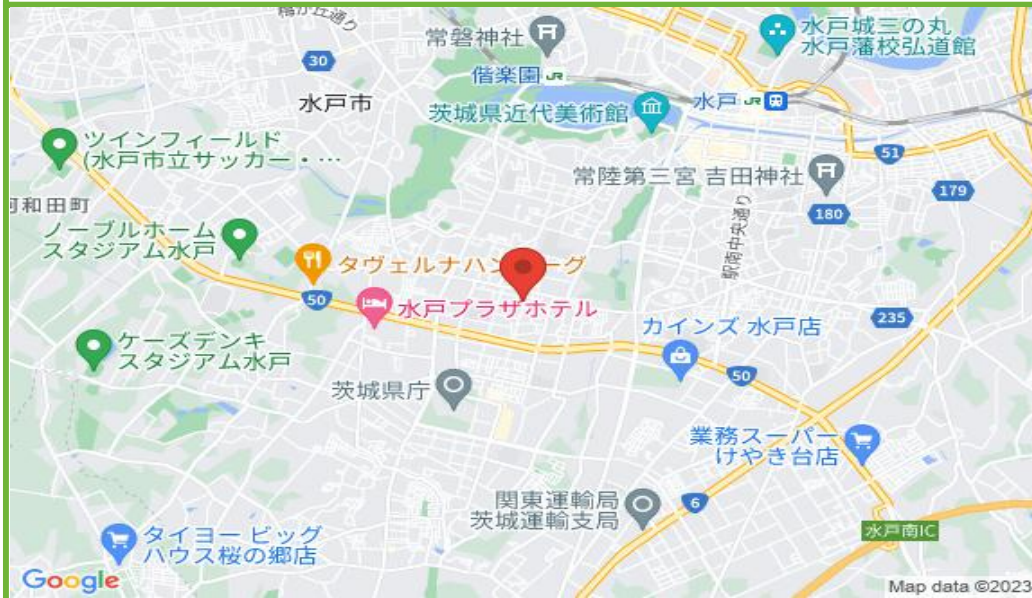 常磐神社
水戸城三の丸
水戸藩校弘道館
30
偕楽園 JR
水戸市
茨城県近代美術館
水戸 JR
ツインフィールド
(水戸市立サッカー・…
51
常陸第三宮 吉田神社
179
河和田町
180
駅南中央通り
ノーブルホーム
スタジアム水戸
タヴェルナハンバーグ
50
水戸プラザホテル
カインズ 水戸店
235
ケーズデンキ
スタジアム水戸
茨城県庁
50
業務スーパー
けやき台店
関東運輸局
茨城運輸支局
6
水戸南IC
タイヨー ビッグ
ハウス桜の郷店
Google
Map data ©2023